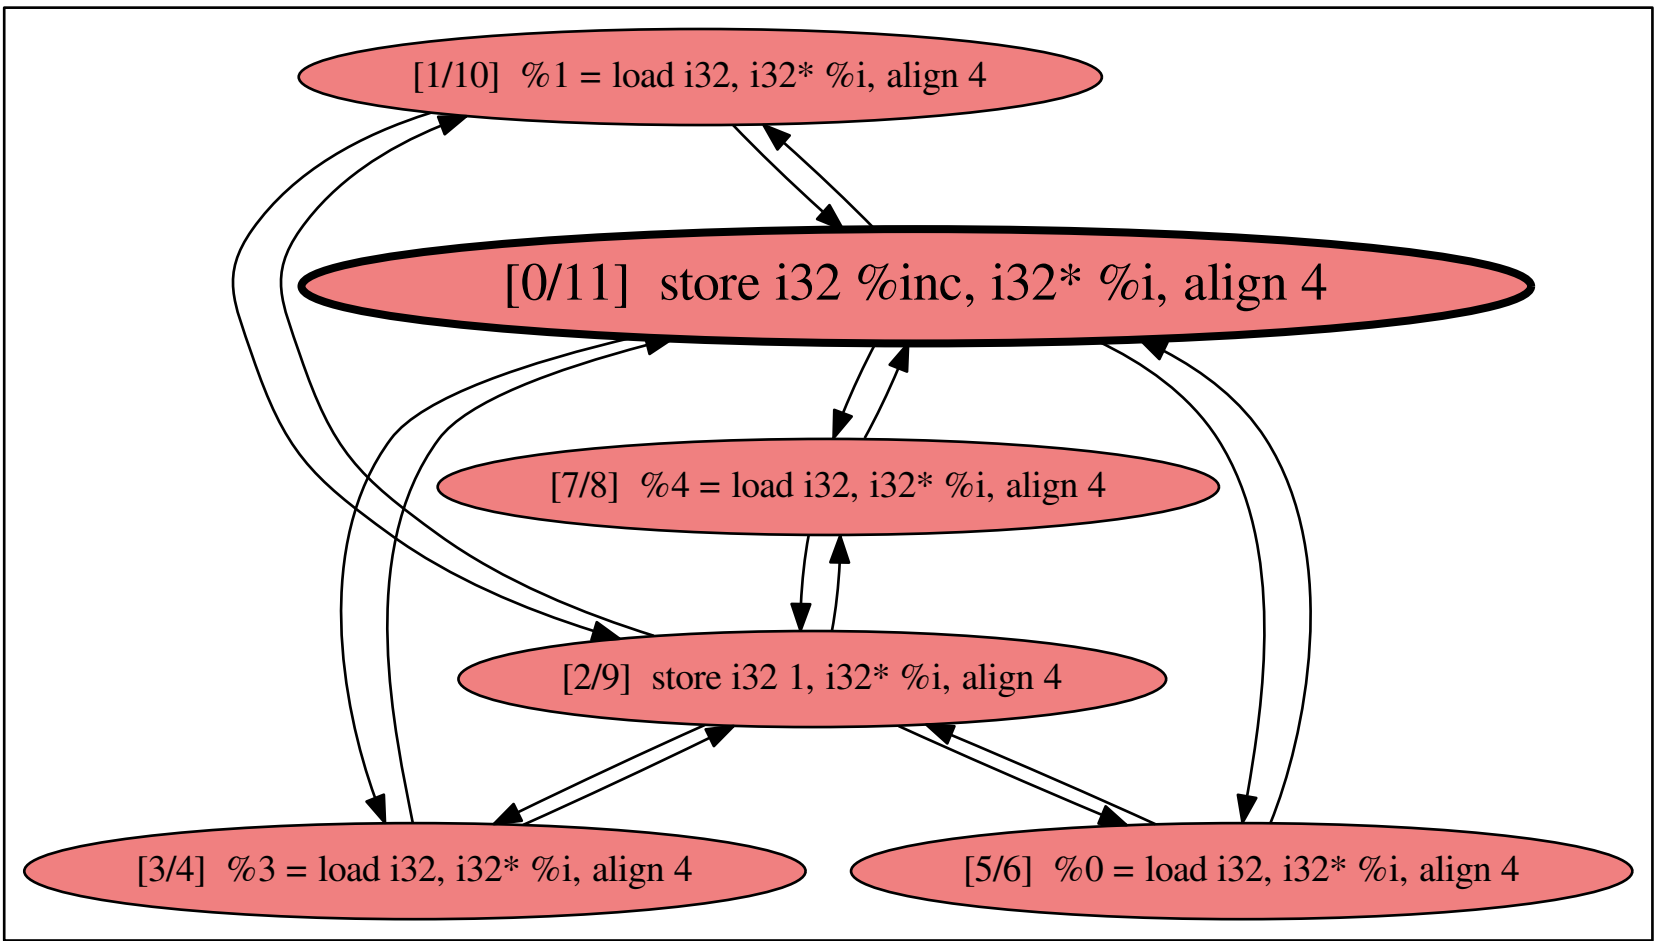 [1/10]  %1 = load i32, i32* %i, align 4
[0/11]  store i32 %inc, i32* %i, align 4
[7/8]  %4 = load i32, i32* %i, align 4
[2/9]  store i32 1, i32* %i, align 4
[3/4]  %3 = load i32, i32* %i, align 4
[5/6]  %0 = load i32, i32* %i, align 4